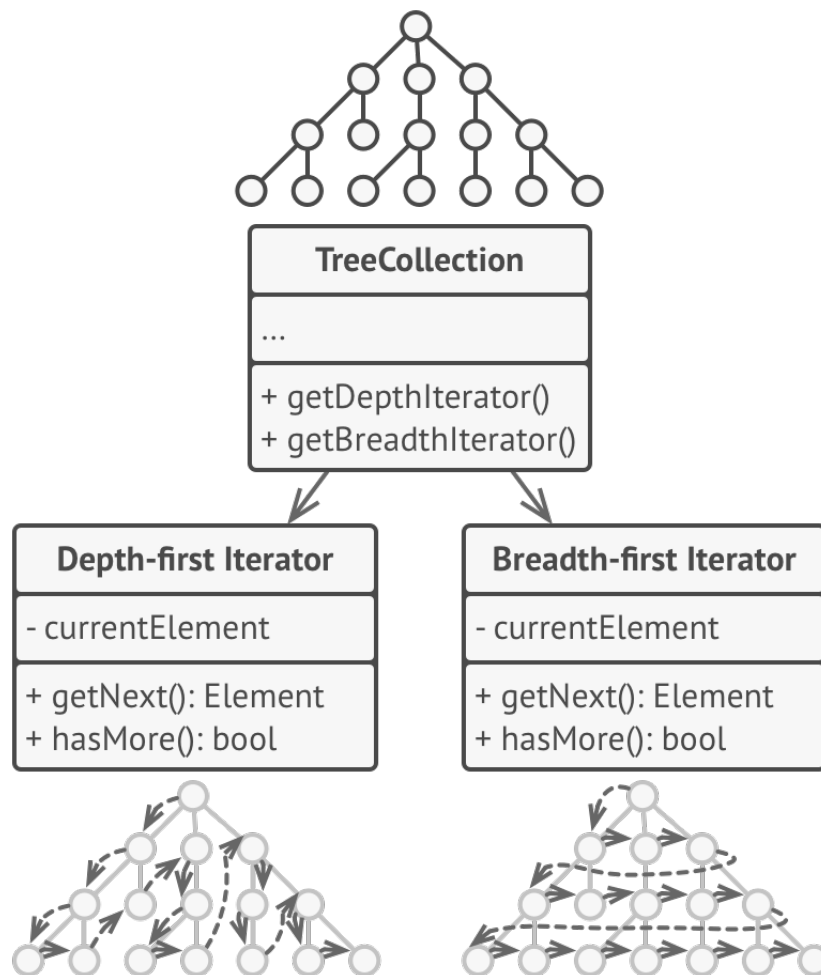 TreeCollection
...
+ getDepthIterator()
+ getBreadthIterator()
Depth-first Iterator
- currentElement
+ getNext(): Element
+ hasMore(): bool
Breadth-first Iterator
- currentElement
+ getNext(): Element
+ hasMore(): bool